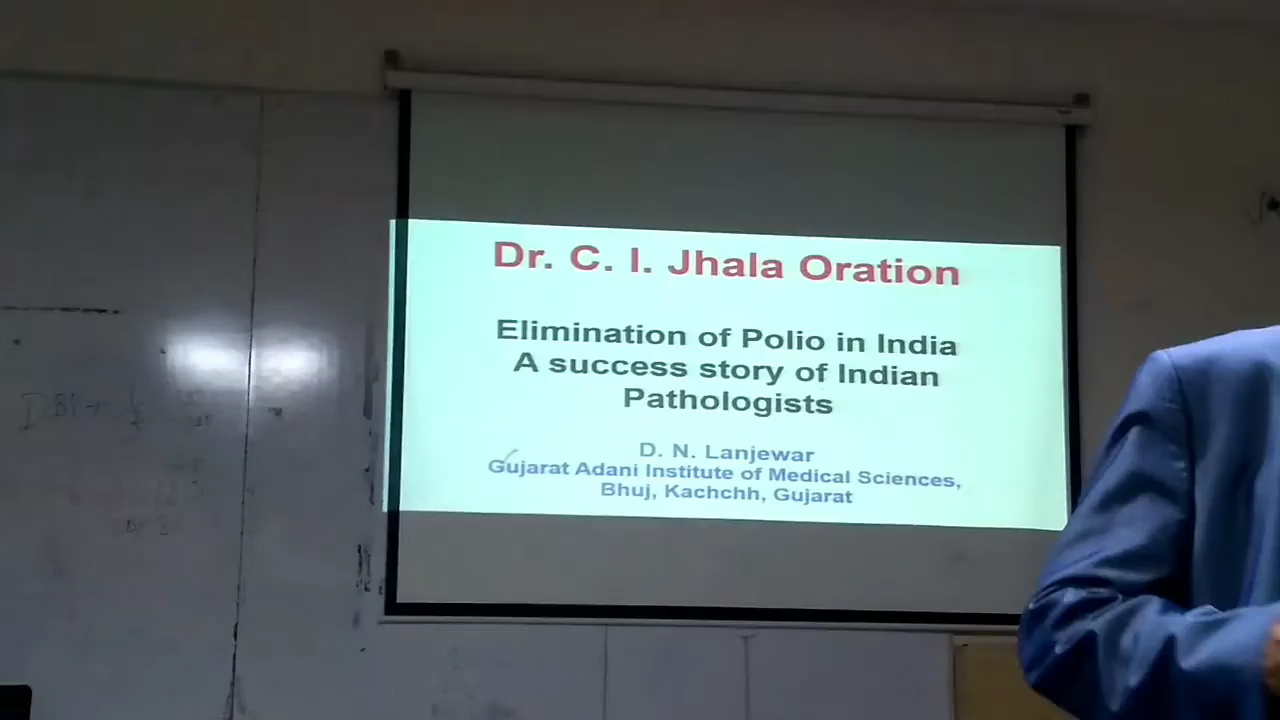 Dr. C. I. Jhala Oration
Elimination of Polio in India
A success story of Indian
Pathologists
D. N. Lanjewar
Gujarat Adani Institute of Medical Sciences,
Bhuj, Kachchh, Gujarat